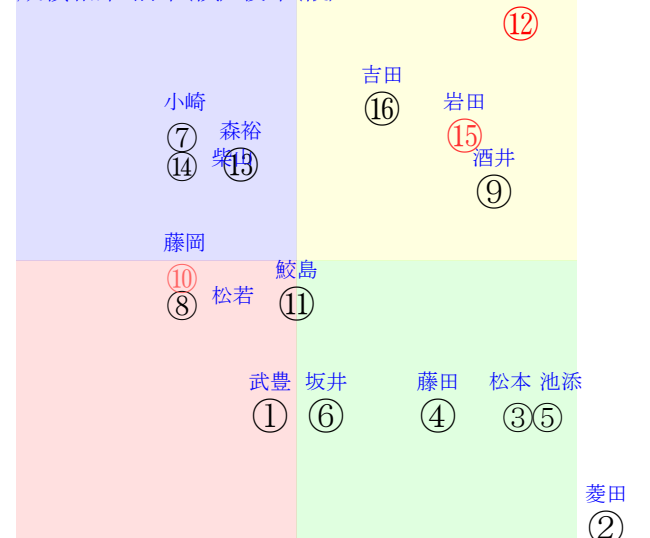 ⑫
吉田
⑯
小崎
岩田
⑦
森裕
⑮
⑭
柴山
⑬
酒井
⑨
藤岡
⑩
鮫島
⑧
松若
⑪
武豊
坂井
藤田
松本
池添
①
⑥
④
③⑤
菱田
②